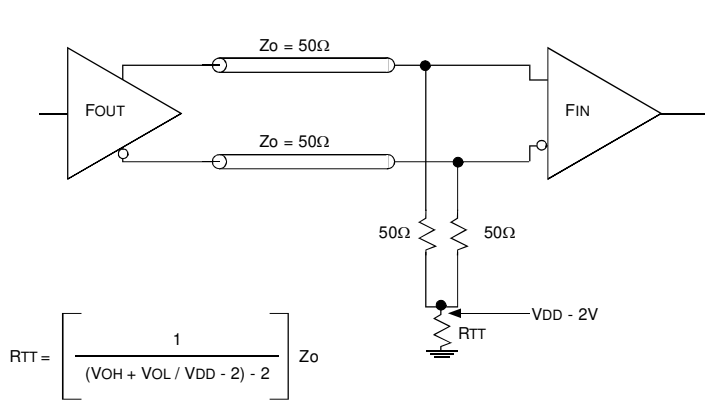 Zo = 50Ω
FOUT
FIN
Zo = 50Ω
50Ω
50Ω
VDD - 2V
RTT
RTT =
1
(VOH + VOL / VDD - 2) - 2
Zo